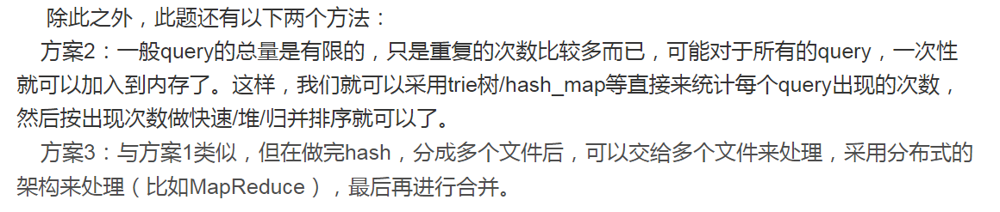 除此之外，此题还有以下两个方法：
方案2：一般query的总量是有限的，只是重复的次数比较多而已，可能对于所有的query，一次性
就可以加入到内存了。这样，我们就可以采用trie树/hash_map等直接来统计每个query出现的次数，
然后按出现次数做快速/堆/归并排序就可以了。
方案3：与方案1类似，但在做完hash，分成多个文件后，可以交给多个文件来处理，采用分布式的
架构来处理（比如MapReduce），最后再进行合并。